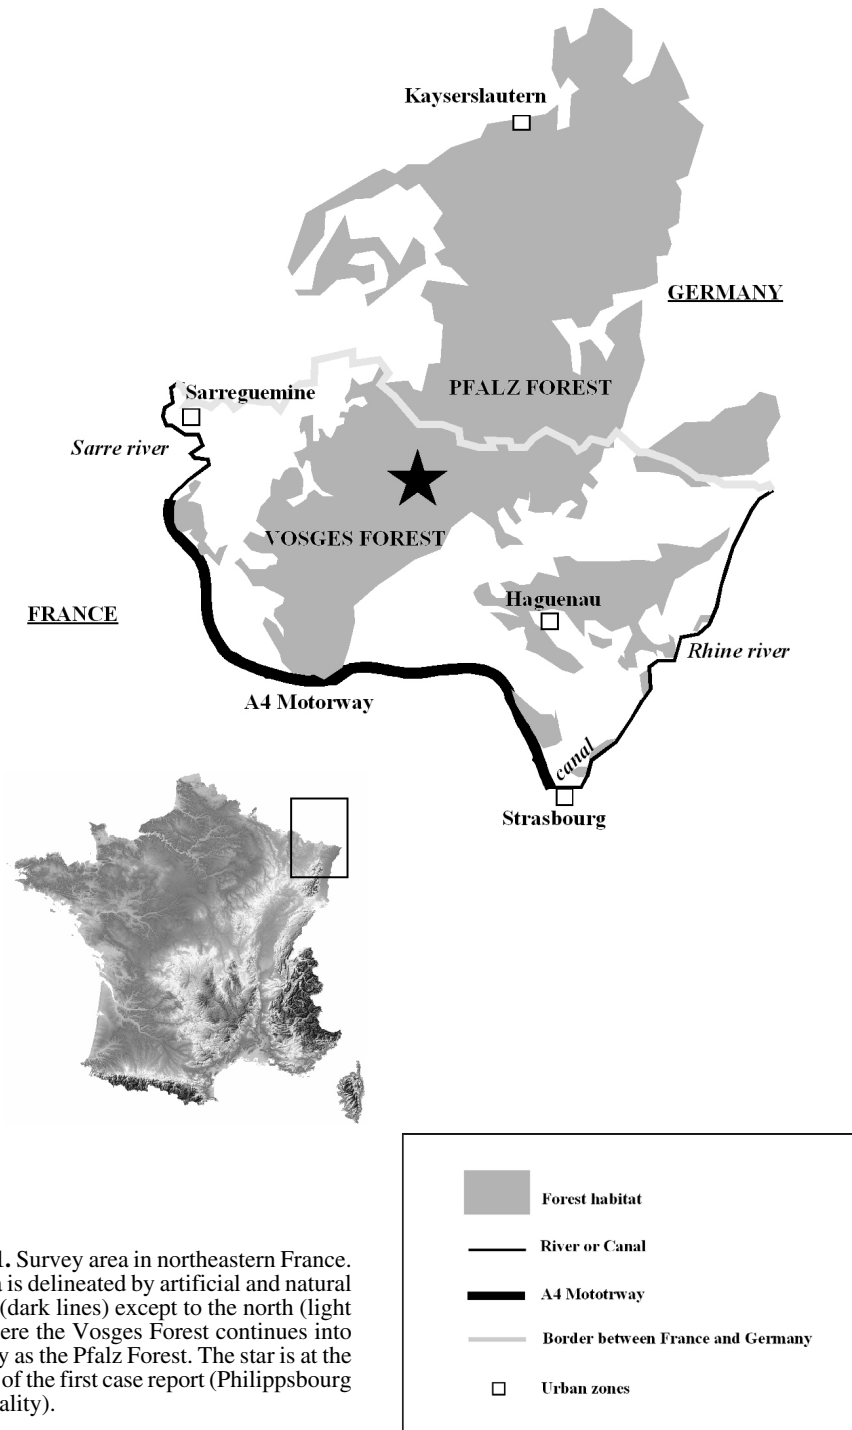 Kayserslautern
GERMANY
PFALZ FOREST
Sarreguemine
Sarre river
VOSGES FOREST
Haguenau
FRANCE
Rhine river
A4 Motorway
canal
Strasbourg
Forest habitat
River or Canal
A4 Mototrway
Border between France and Germany
Urban zones
1. Survey area in northeastern France.
is delineated by artificial and natural
(dark lines) except to the north (light
ere the Vosges Forest continues into
y as the Pfalz Forest. The star is at the
of the first case report (Philippsbourg
ality).